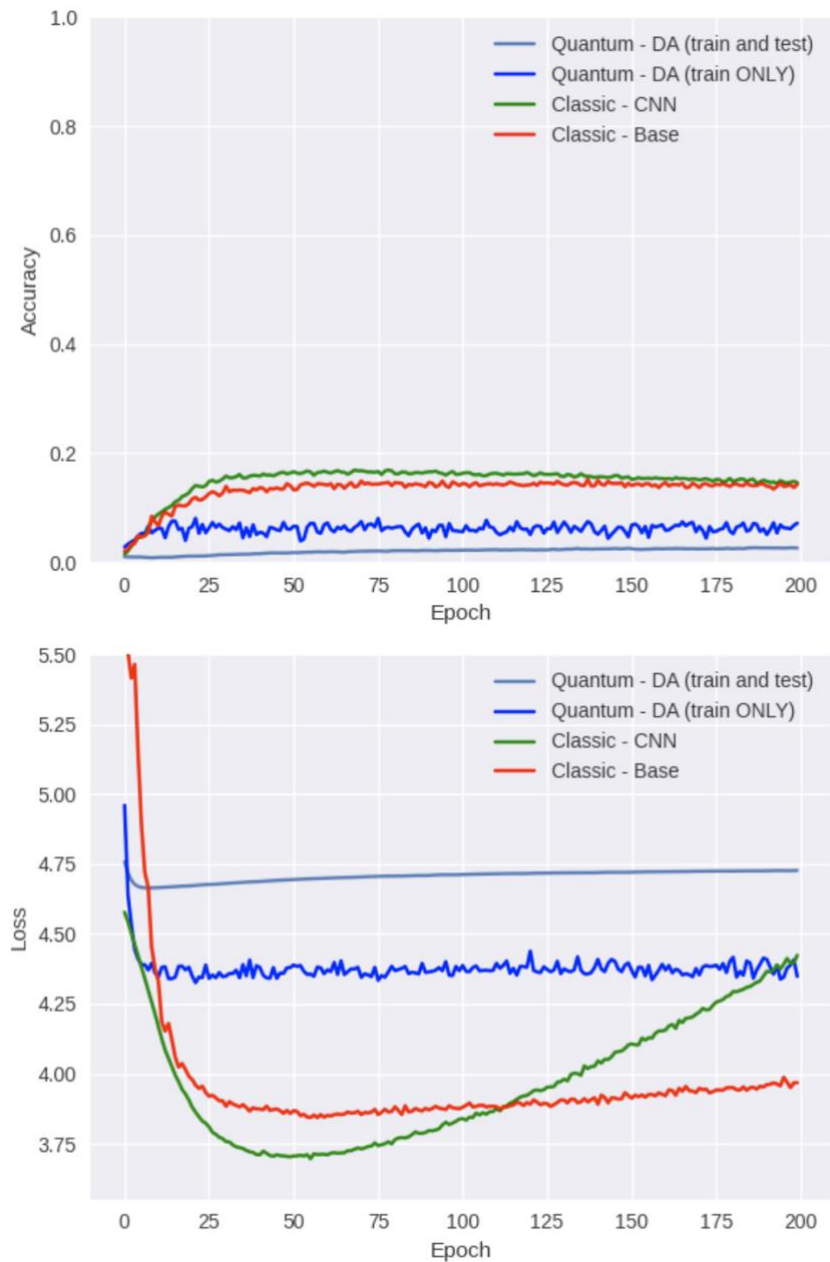 1.0
Quantum - DA (train and test)
Quantum - DA (train ONLY)
Classic - CNN
Classic - Base
0.8
0.6
Accuracy
0.4
0.2
0.0
0 25 50 75 100 125 150 175 200
Epoch
5.50
Quantum - DA (train and test)
Quantum - DA (train ONLY)
Classic - CNN
Classic - Base
5.25
5.00
4.75
4.50
Loss
4.25
4.00
3.75
0 25 50 75 100 125 150 175 200
Epoch